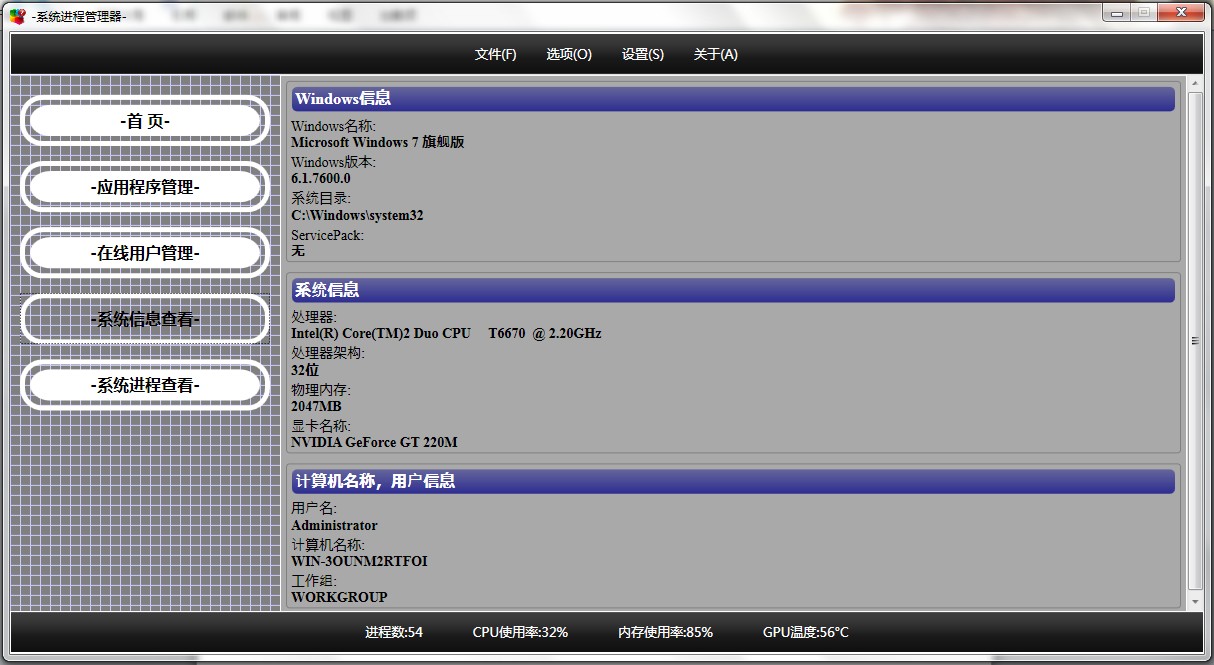 -系统进程管理器-
文件(F) 选项(O) 设置(S) 关于(A)
-首 页-
-应用程序管理-
-在线用户管理-
-系统信息查看-
-系统进程查看-
Windows信息
Windows名称:
Microsoft Windows 7 旗舰版
Windows版本:
6.1.7600.0
系统目录:
C:\Windows\system32
ServicePack:
无
系统信息
处理器:
Intel(R) Core(TM)2 Duo CPU     T6670  @ 2.20GHz
处理器架构:
32位
物理内存:
2047MB
显卡名称:
NVIDIA GeForce GT 220M
计算机名称，用户信息
用户名:
Administrator
计算机名称:
WIN-3OUNM2RTFOI
工作组:
WORKGROUP
进程数:54 CPU使用率:32% 内存使用率:85% GPU温度:56°C